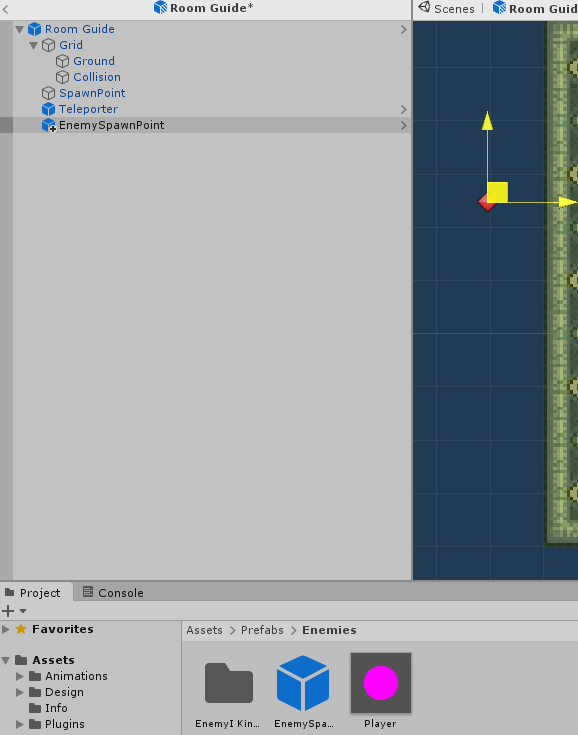 Room Guide*
Scenes | Room Guid
Room Guide
Grid
Ground
Collision
SpawnPoint
Teleporter
EnemySpawnPoint
Project
Console
Favorites
Assets
Animations
Design
Info
Plugins
Assets > Prefabs > Enemies
EnemyI Kin...
EnemySpa...
Player